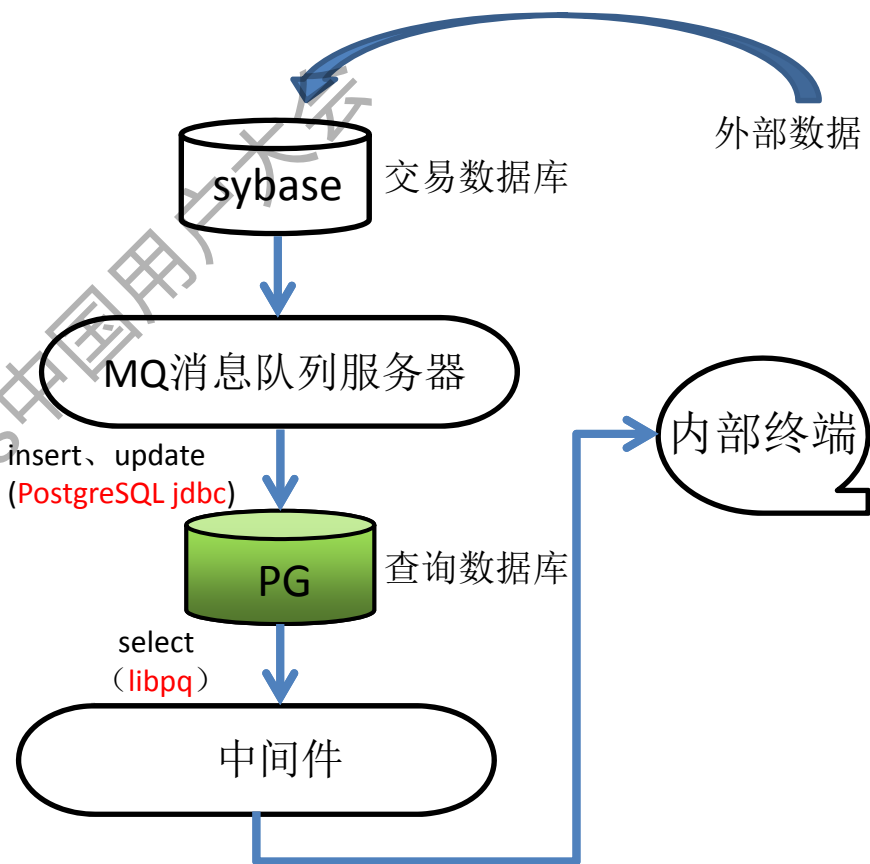 外部数据
sybase
交易数据库
MQ消息队列服务器
内部终端
insert、update
(PostgreSQL jdbc)
PG
查询数据库
select
（libpq）
中间件
中国用户大会